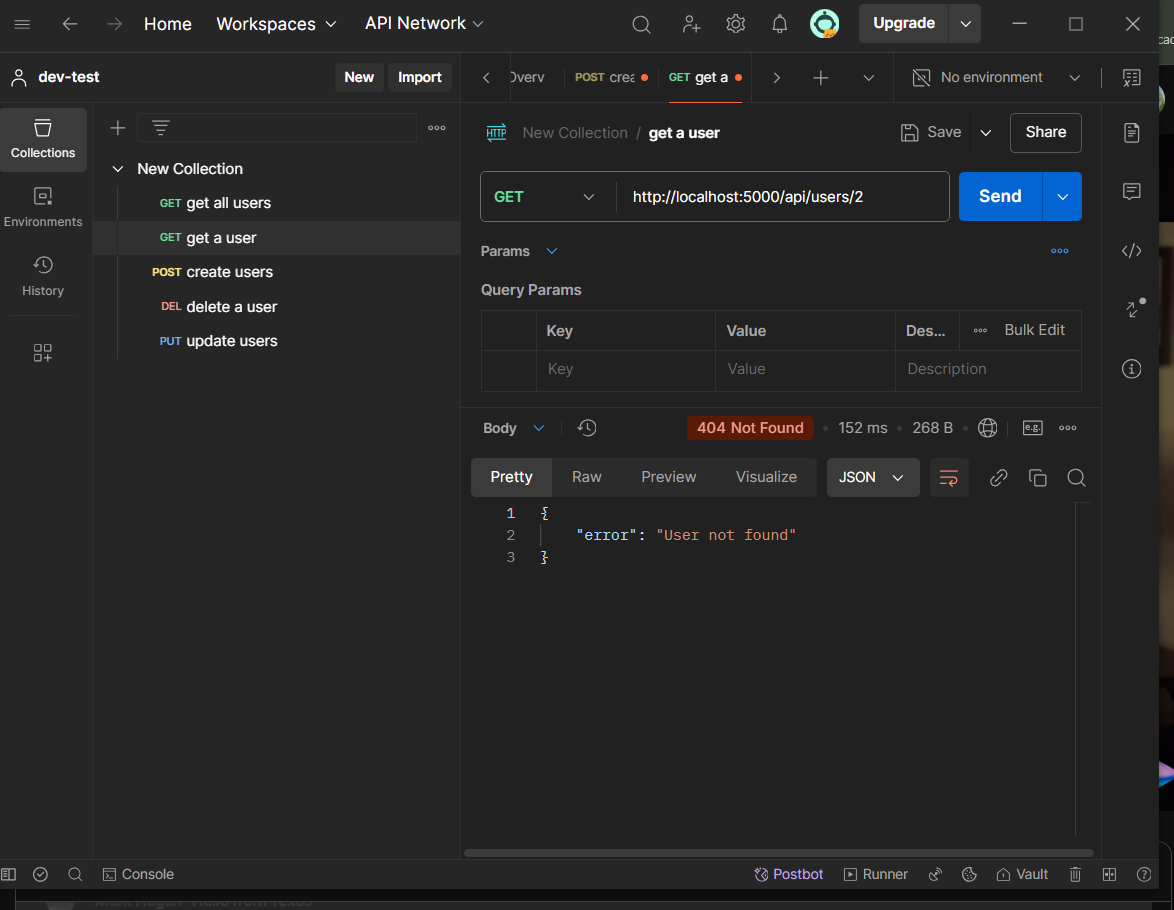 Home Workspaces API Network Upgrade
dev-test New Import Overv POST crea GET get a No environment
Collections
Environments
History
New Collection
GET get all users
GET get a user
POST create users
DEL delete a user
PUT update users
HTTP New Collection / get a user Save Share
GET http://localhost:5000/api/users/2 Send
Params
Query Params
Key Value Des... Bulk Edit
Key Value Description
Body 404 Not Found 152 ms 268 B e.g.
Pretty Raw Preview Visualize JSON
1 {
2 "error": "User not found"
3 }
Console Postbot Runner Vault